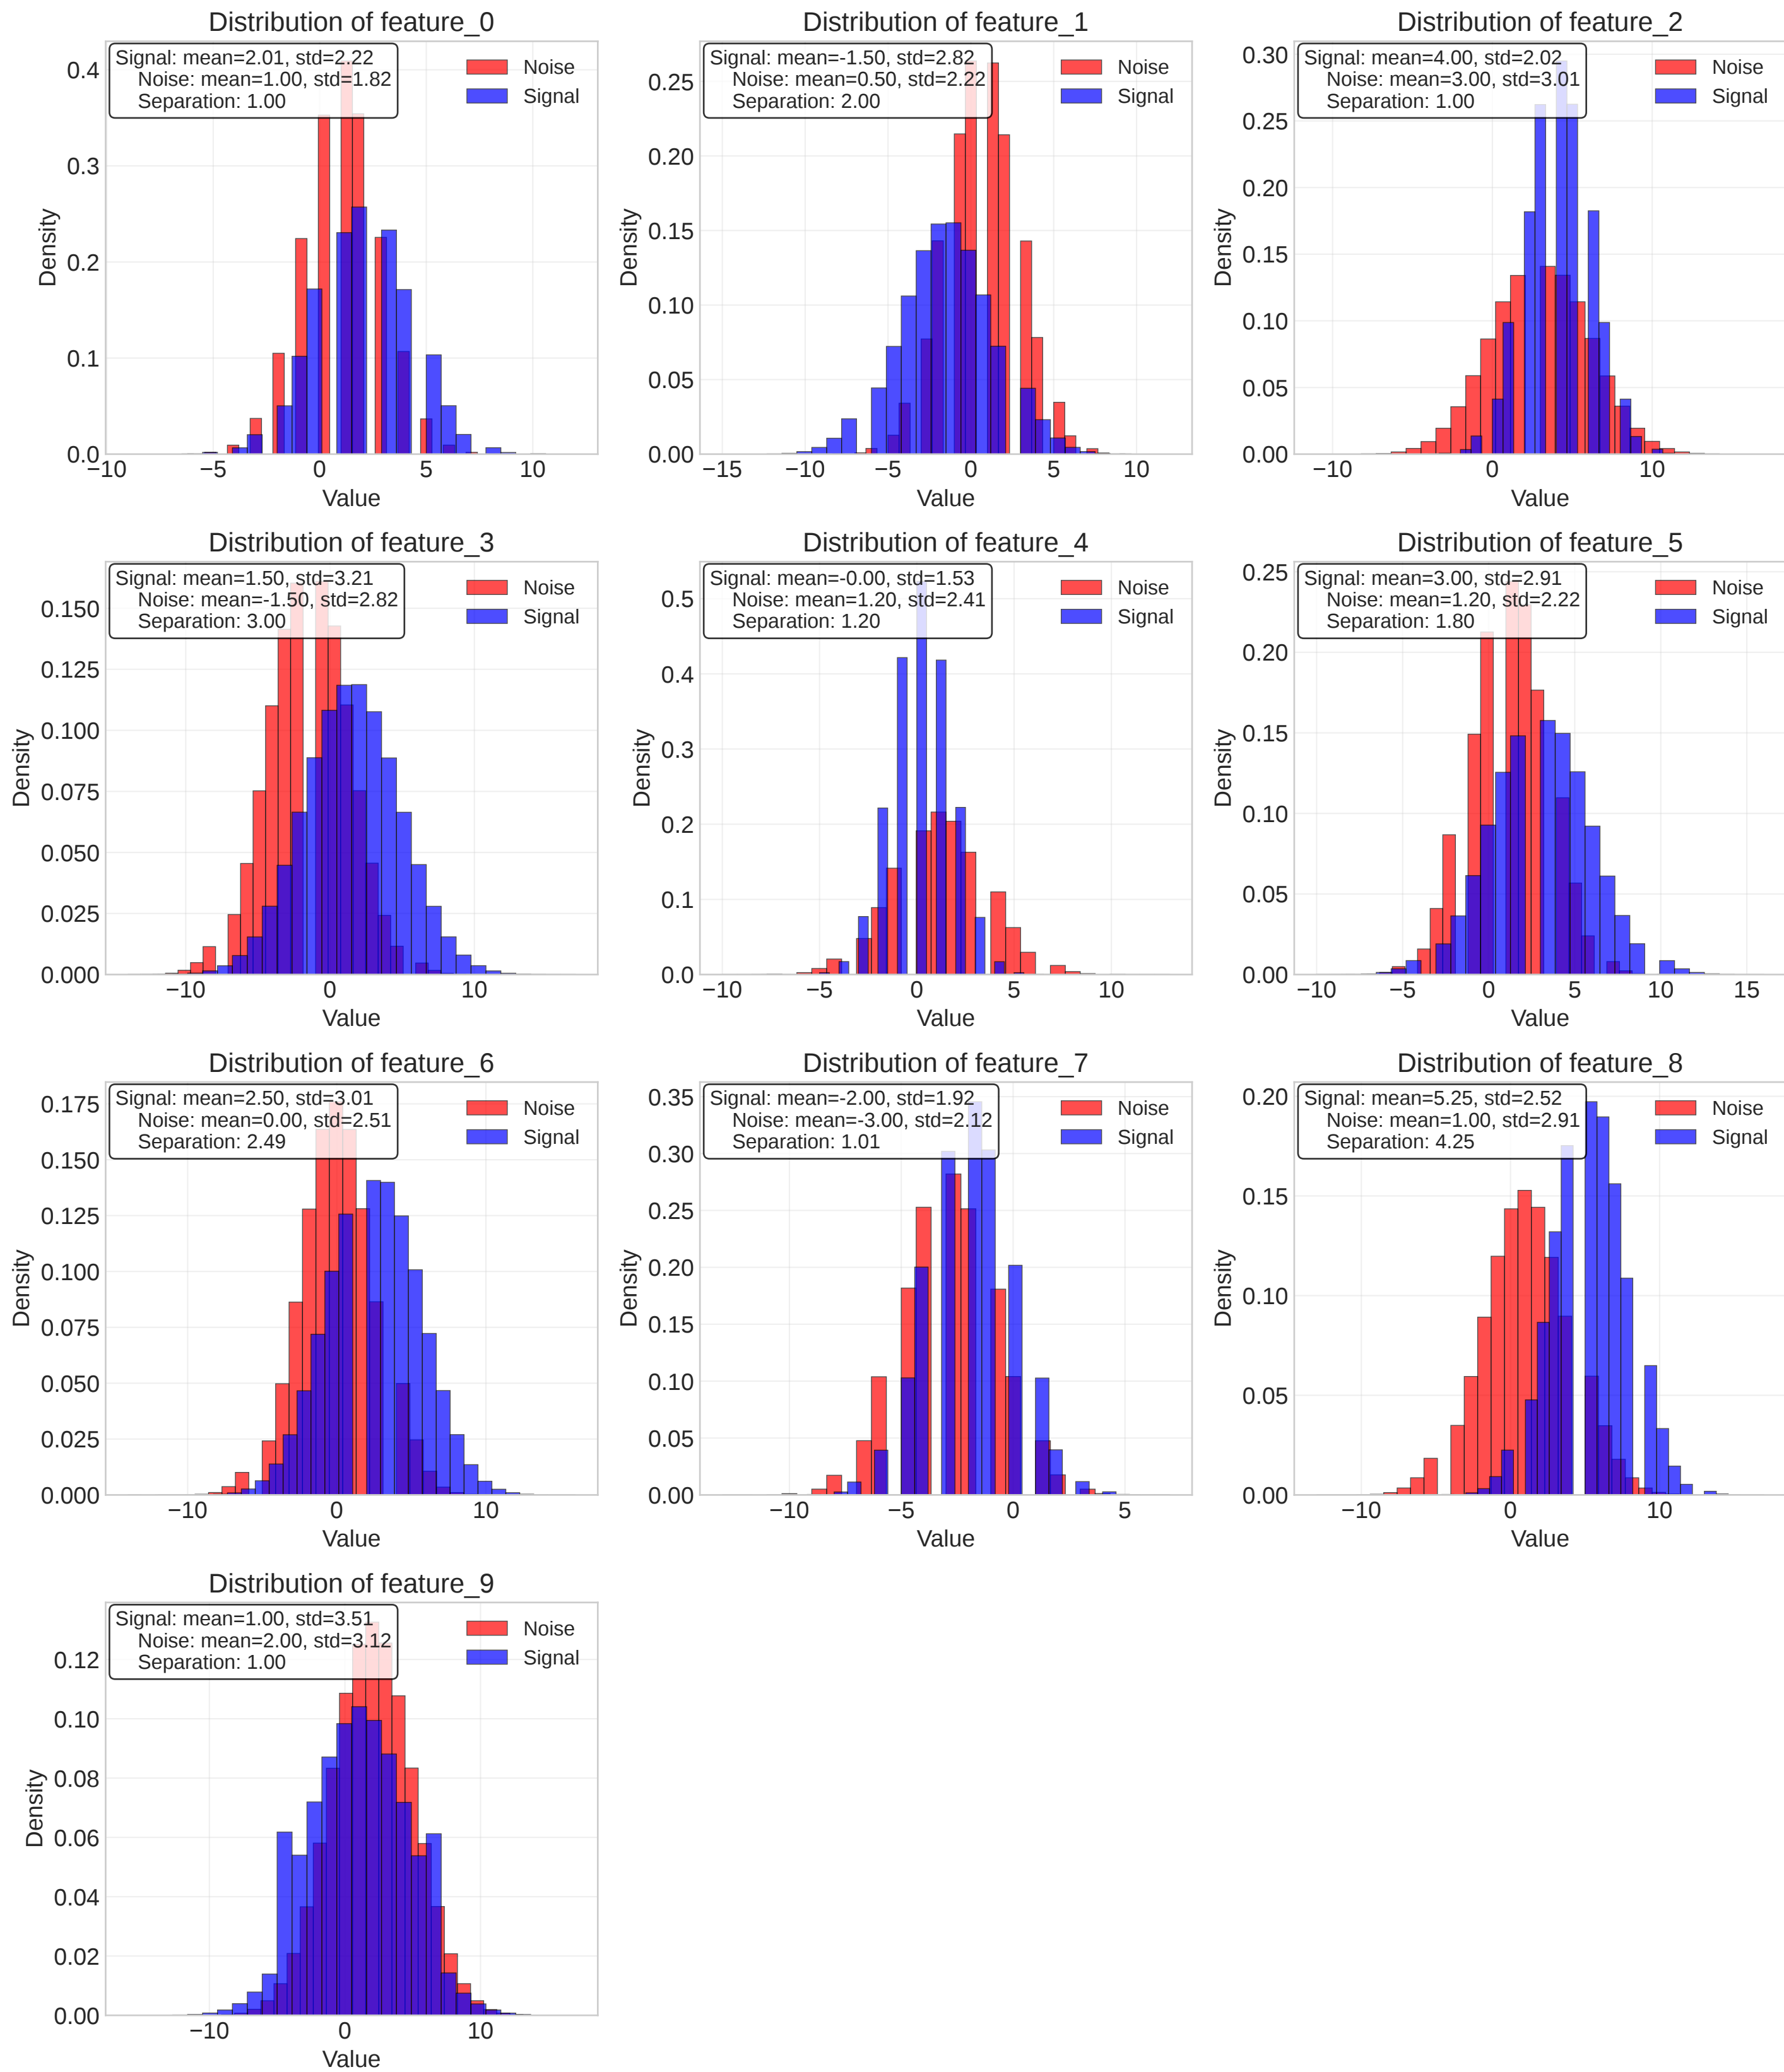 Distribution of feature_0
Signal: mean=2.01, std=2.22
Noise: mean=1.00, std=1.82
Separation: 1.00
Noise
Signal
0.4
0.3
0.2
0.1
0.0
Density
−10 −5 0 5 10
Value
Distribution of feature_1
Signal: mean=-1.50, std=2.82
Noise: mean=0.50, std=2.22
Separation: 2.00
Noise
Signal
0.25
0.20
0.15
0.10
0.05
0.00
Density
−15 −10 −5 0 5 10
Value
Distribution of feature_2
Signal: mean=4.00, std=2.02
Noise: mean=3.00, std=3.01
Separation: 1.00
Noise
Signal
0.30
0.25
0.20
0.15
0.10
0.05
0.00
Density
−10 0 10
Value
Distribution of feature_3
Signal: mean=1.50, std=3.21
Noise: mean=-1.50, std=2.82
Separation: 3.00
Noise
Signal
0.150
0.125
0.100
0.075
0.050
0.025
0.000
Density
−10 0 10
Value
Distribution of feature_4
Signal: mean=-0.00, std=1.53
Noise: mean=1.20, std=2.41
Separation: 1.20
Noise
Signal
0.5
0.4
0.3
0.2
0.1
0.0
Density
−10 −5 0 5 10
Value
Distribution of feature_5
Signal: mean=3.00, std=2.91
Noise: mean=1.20, std=2.22
Separation: 1.80
Noise
Signal
0.25
0.20
0.15
0.10
0.05
0.00
Density
−10 −5 0 5 10 15
Value
Distribution of feature_6
Signal: mean=2.50, std=3.01
Noise: mean=0.00, std=2.51
Separation: 2.49
Noise
Signal
0.175
0.150
0.125
0.100
0.075
0.050
0.025
0.000
Density
−10 0 10
Value
Distribution of feature_7
Signal: mean=-2.00, std=1.92
Noise: mean=-3.00, std=2.12
Separation: 1.01
Noise
Signal
0.35
0.30
0.25
0.20
0.15
0.10
0.05
0.00
Density
−10 −5 0 5
Value
Distribution of feature_8
Signal: mean=5.25, std=2.52
Noise: mean=1.00, std=2.91
Separation: 4.25
Noise
Signal
0.20
0.15
0.10
0.05
0.00
Density
−10 0 10
Value
Distribution of feature_9
Signal: mean=1.00, std=3.51
Noise: mean=2.00, std=3.12
Separation: 1.00
Noise
Signal
0.12
0.10
0.08
0.06
0.04
0.02
0.00
Density
−10 0 10
Value